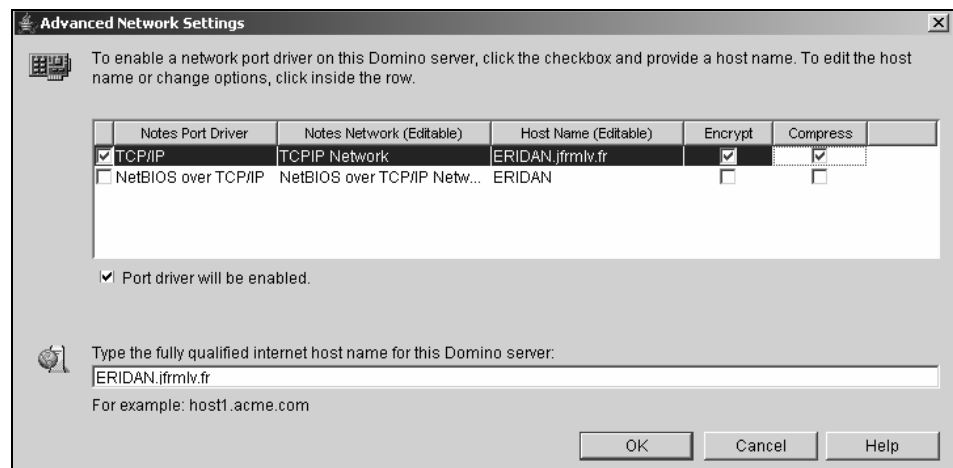 Advanced Network Settings
To enable a network port driver on this Domino server, click the checkbox and provide a host name. To edit the host
name or change options, click inside the row.
Notes Port Driver Notes Network (Editable) Host Name (Editable) Encrypt Compress
TCP/IP TCPIP Network ERIDAN.jfrmlv.fr
NetBIOS over TCP/IP NetBIOS over TCP/IP Netw... ERIDAN
Port driver will be enabled.
Type the fully qualified internet host name for this Domino server:
ERIDAN.jfrmlv.fr
For example: host1.acme.com
OK Cancel Help